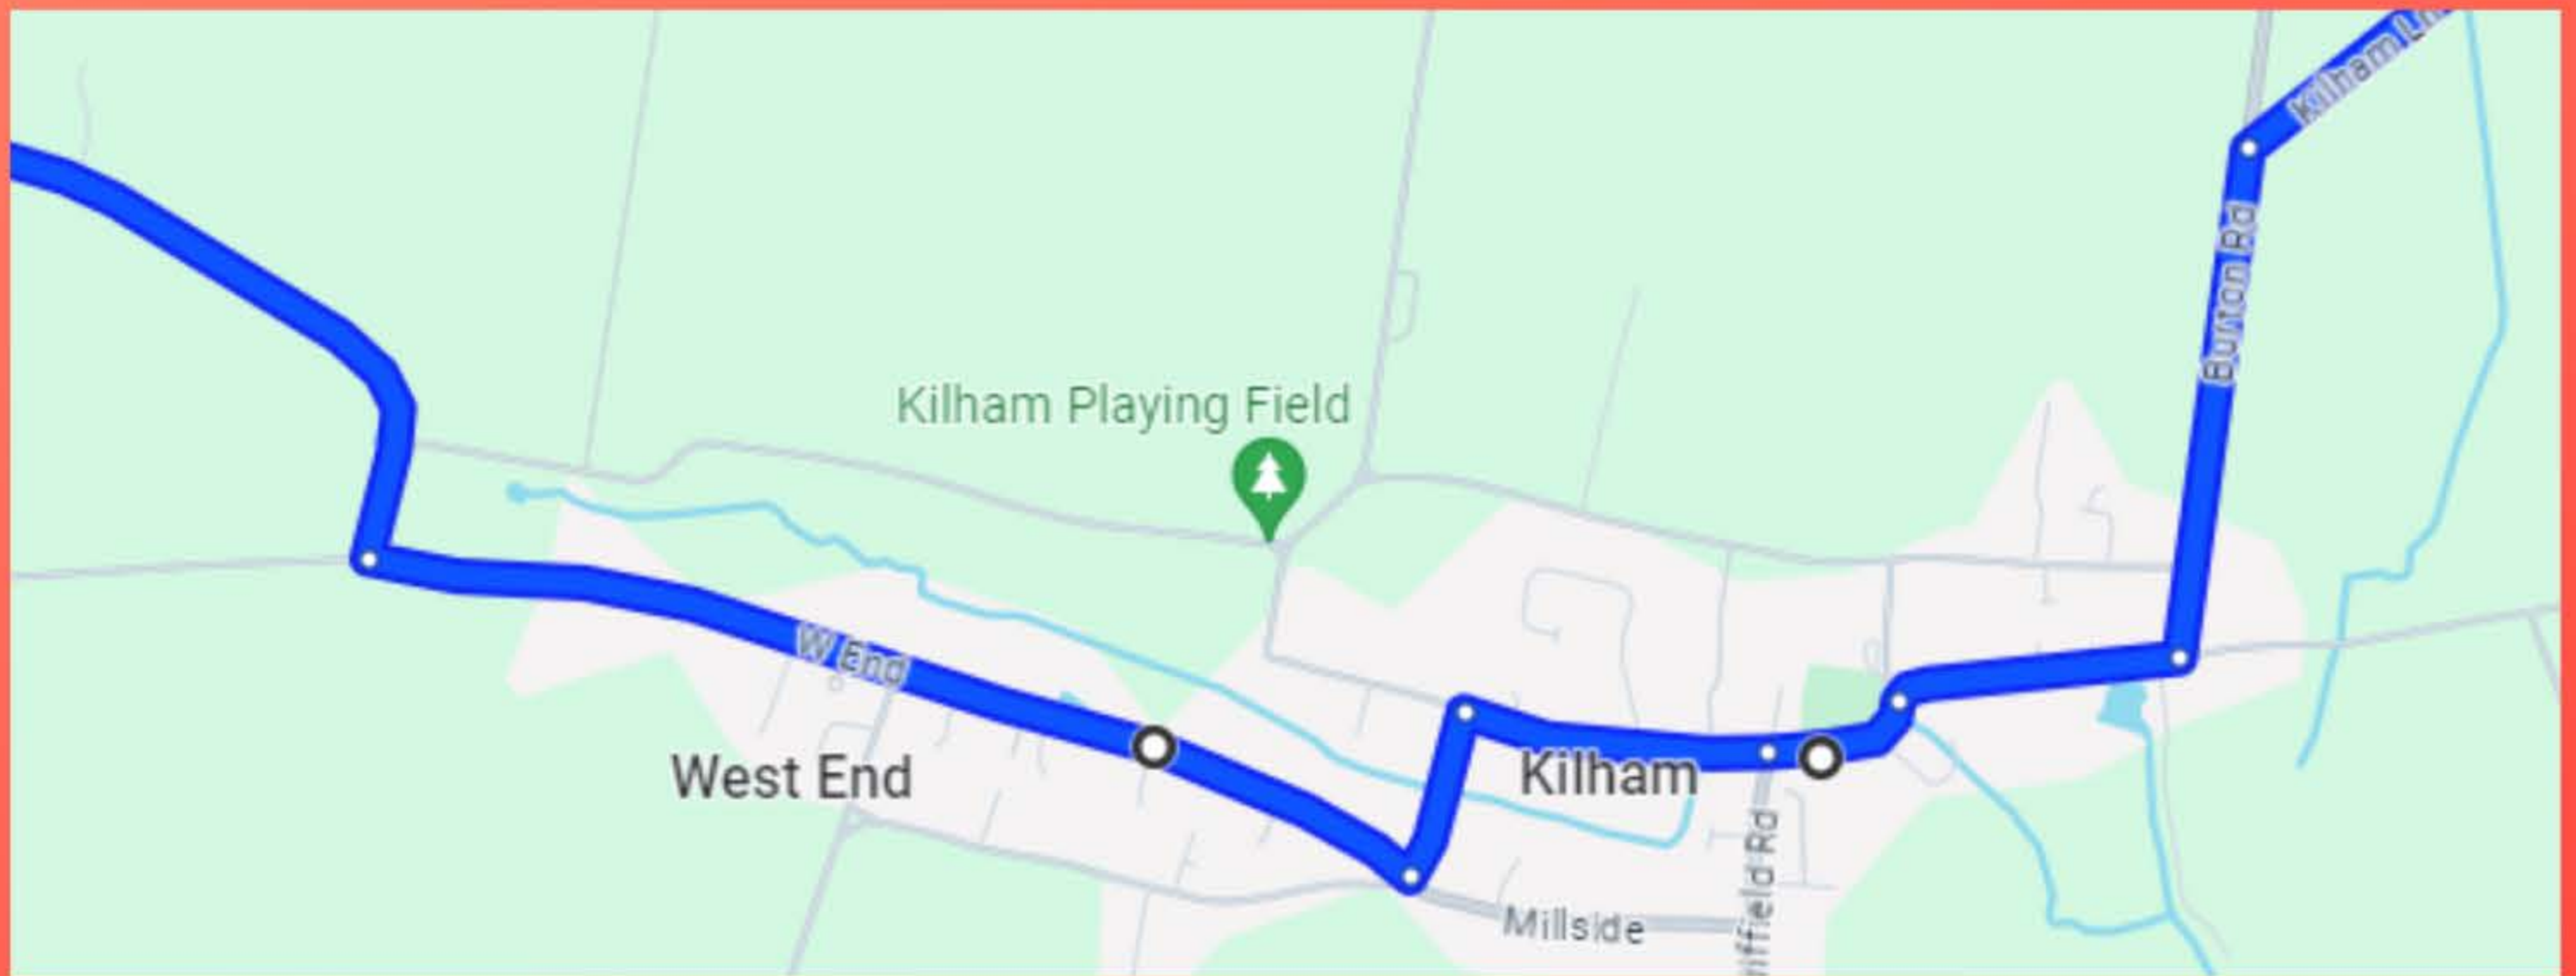 Kilham Ln
Burton Rd
Kilham Playing Field
W End
West End
Kilham
Millside